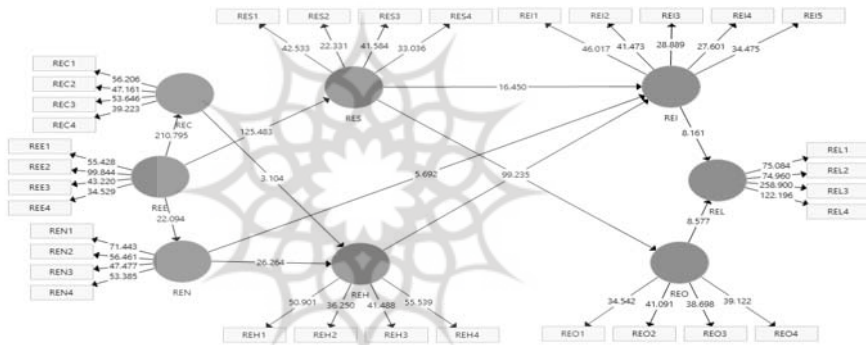 RES1 RES2 RES3 RES4 REI1 REI2 REI3 REI4 REI5
42.533 22.331 41.584 33.036 46.017 41.473 28.889 27.601 34.475
REC1
REC2
REC3
REC4
56.206
47.161
53.646
39.223
REC
RES
16.450
REI
210.795
125.483
8.161
REE1
REE2
REE3
REE4
55.428
99.844
43.220
34.529
REE
3.104
5.692
99.235
REL
75.084
74.960
258.900
122.196
REL1
REL2
REL3
REL4
22.094
8.577
REN1
REN2
REN3
REN4
71.443
56.461
47.477
53.385
REN
26.264
REH
REO
50.901 36.250 41.488 55.539
34.542 41.091 38.698 39.122
REH1 REH2 REH3 REH4
REO1 REO2 REO3 REO4